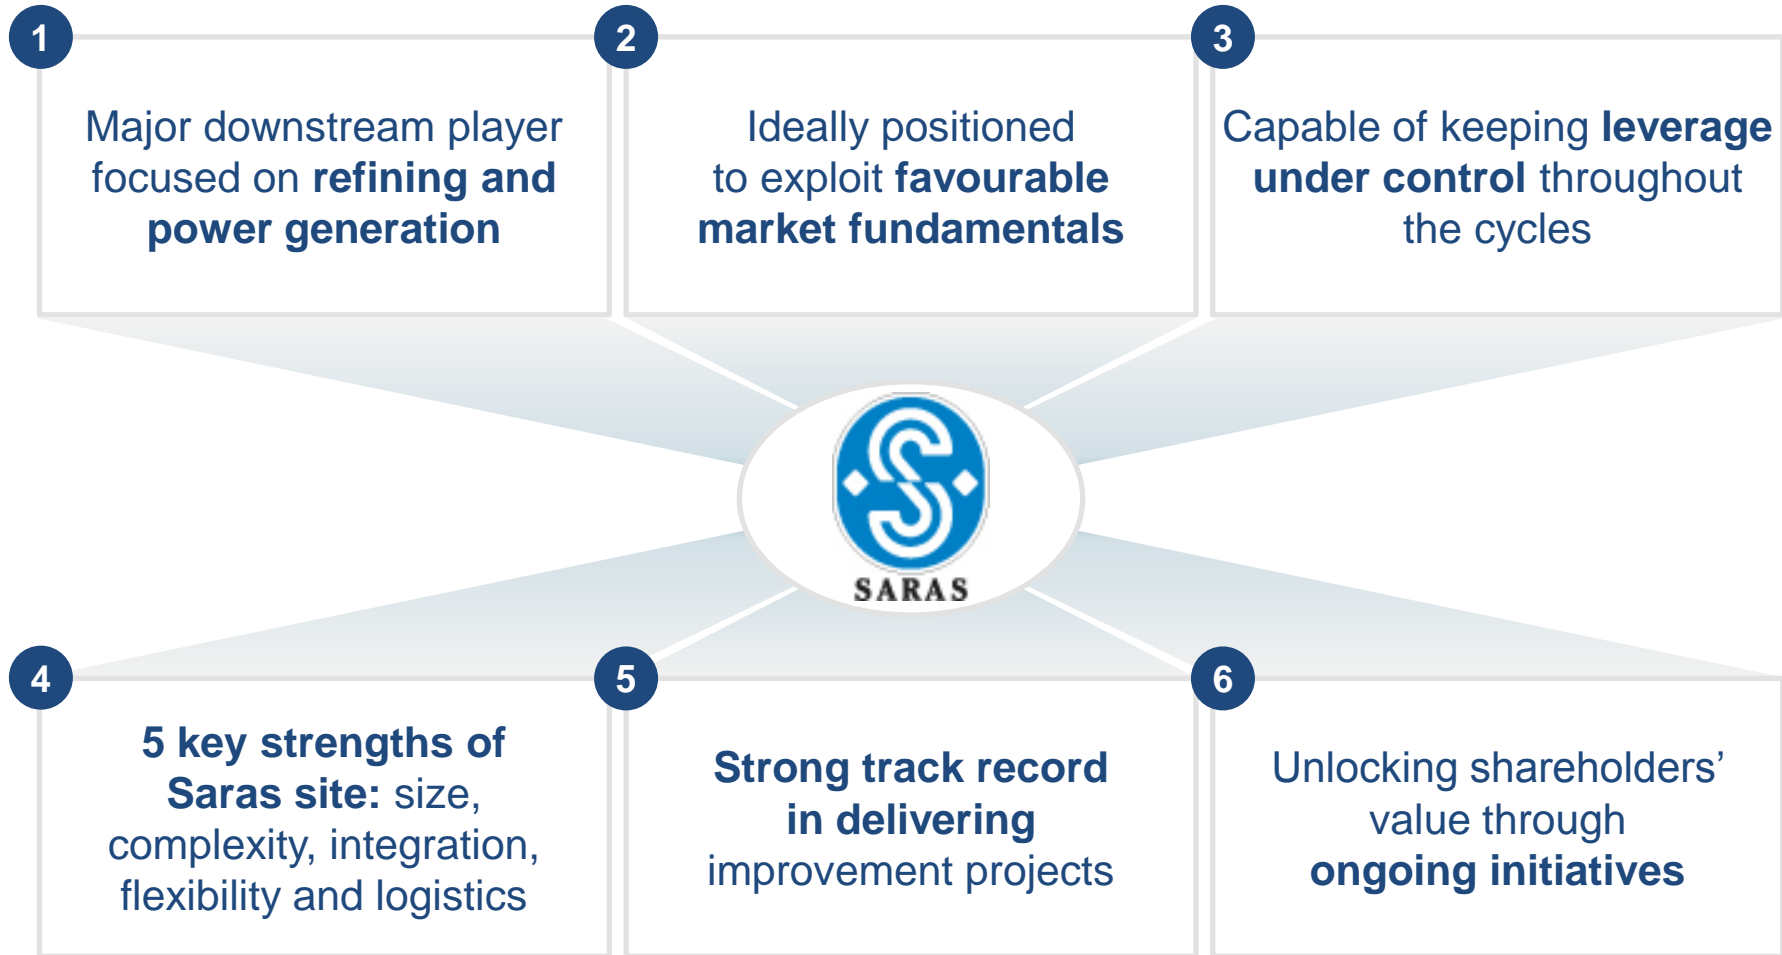 1
Major downstream player
focused on refining and
power generation
2
Ideally positioned
to exploit favourable
market fundamentals
3
Capable of keeping leverage
under control throughout
the cycles
SARAS
4
5 key strengths of
Saras site: size,
complexity, integration,
flexibility and logistics
5
Strong track record
in delivering
improvement projects
6
Unlocking shareholders’
value through
ongoing initiatives